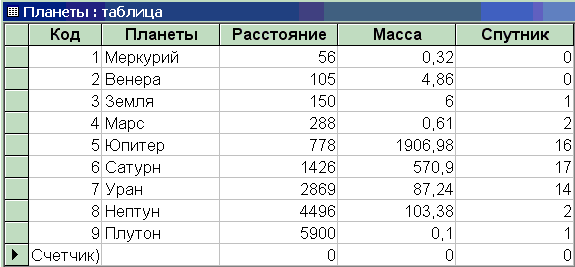 Планеты : таблица
Код Планеты Расстояние Масса Спутник
1 Меркурий 56 0,32 0
2 Венера 105 4,86 0
3 Земля 150 6 1
4 Марс 288 0,61 2
5 Юпитер 778 1906,98 16
6 Сатурн 1426 570,9 17
7 Уран 2869 87,24 14
8 Нептун 4496 103,38 2
9 Плутон 5900 0,1 1
Счетчик) 0 0 0